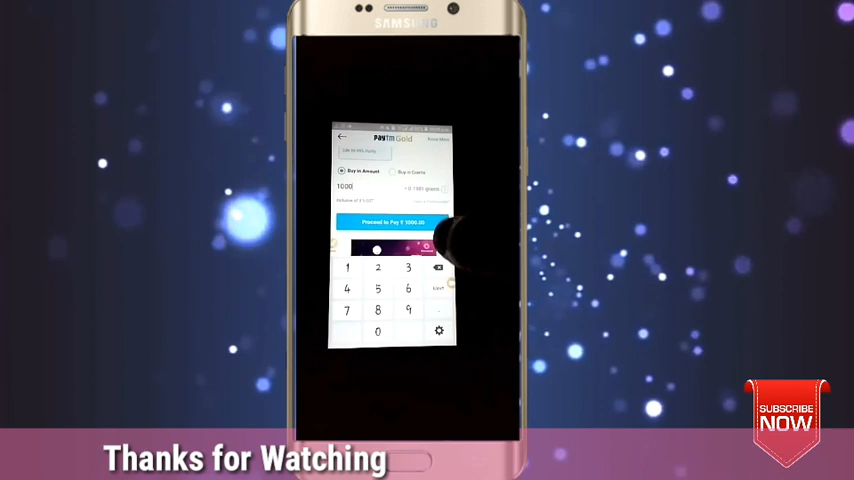 SAMSUNG
paytm Gold
Buy in Amount
Buy in Grams
1000
Proceed to Pay ₹ 1000.00
1 2 3
4 5 6
7 8 9
0
SUBSCRIBE
NOW
Thanks for Watching